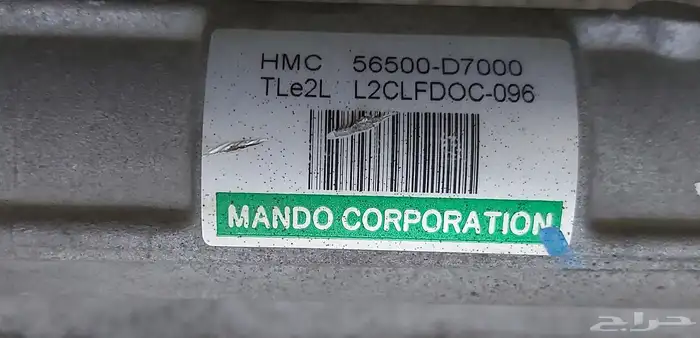 HMC 56500-D7000
TLe2L L2CLFDOC-096
MANDO CORPORATION
حراج